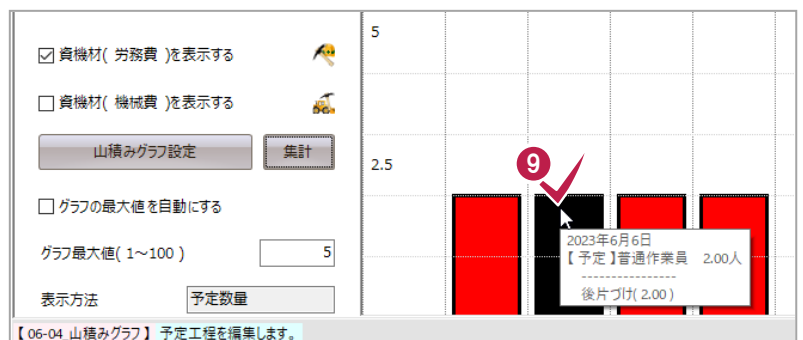 資機材( 労務費 )を表示する
資機材( 機械費 )を表示する
山積みグラフ設定
集計
グラフの最大値を自動にする
グラフ最大値( 1～100 )
5
表示方法
予定数量
5
2.5
9
2023年6月6日
【 予定 】普通作業員 2.00人
----------------
後片づけ( 2.00 )
【 06-04_山積みグラフ 】 予定工程を編集します。